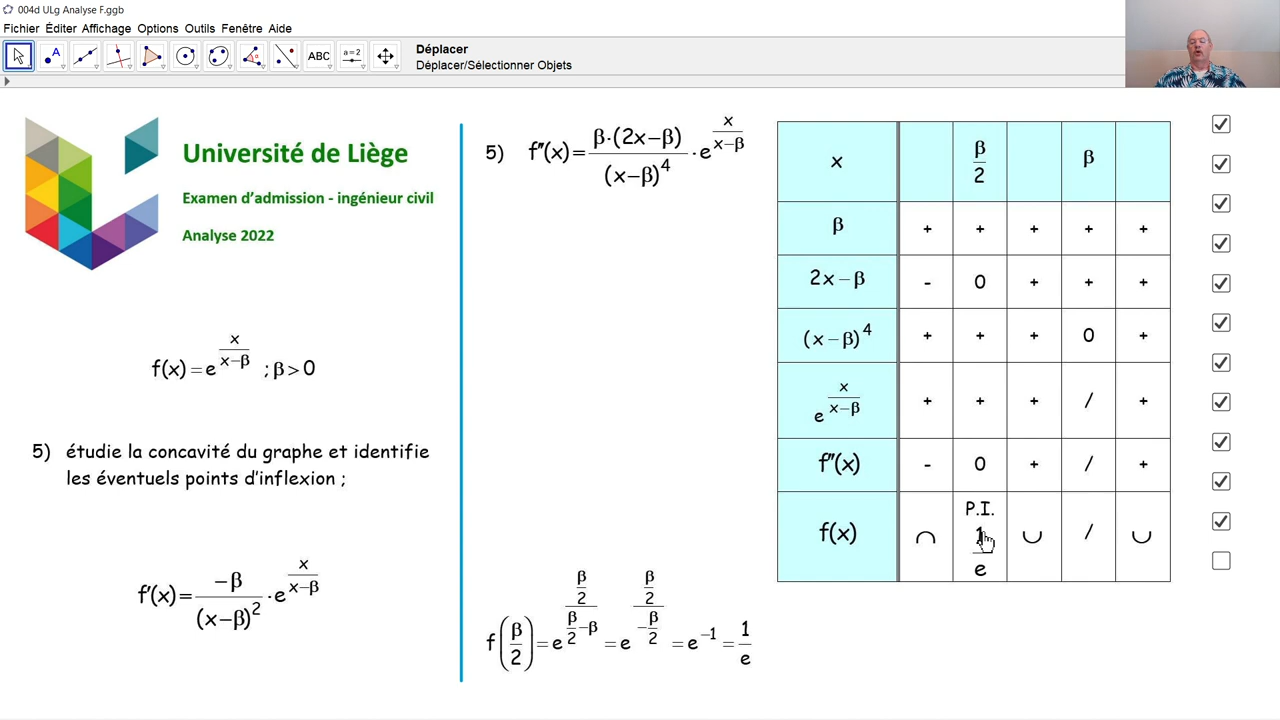 004d ULg Analyse F.ggb
Fichier Éditer Affichage Options Outils Fenêtre Aide
A
ABC
a=2
Déplacer
Déplacer/Sélectionner Objets
Université de Liège
Examen d'admission - ingénieur civil
Analyse 2022
f(x) = e^(x/(x−β)) ; β > 0
5) étudie la concavité du graphe et identifie
les éventuels points d'inflexion ;
f'(x) = −β/(x−β)² · e^(x/(x−β))
5) f''(x) = β·(2x−β)/(x−β)⁴ · e^(x/(x−β))
f(β/2) = e^((β/2)/(β/2−β)) = e^((β/2)/(−β/2)) = e^−1 = 1/e
x β/2 β
β + + + + +
2x−β - 0 + + +
(x−β)⁴ + + + 0 +
e^(x/(x−β)) + + + / +
f''(x) - 0 + / +
P.I.
f(x) ∩ 1/e ∪ / ∪